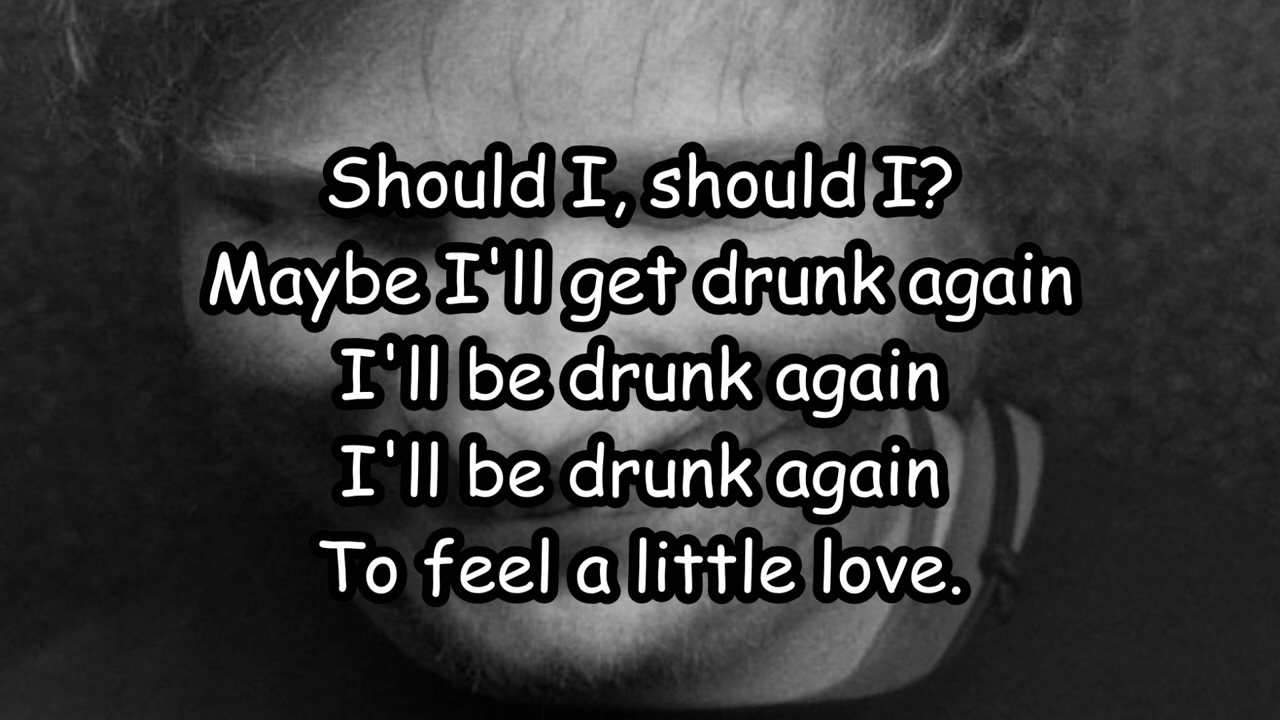 Should I, should I?
Maybe I'll get drunk again
I'll be drunk again
I'll be drunk again
To feel a little love.